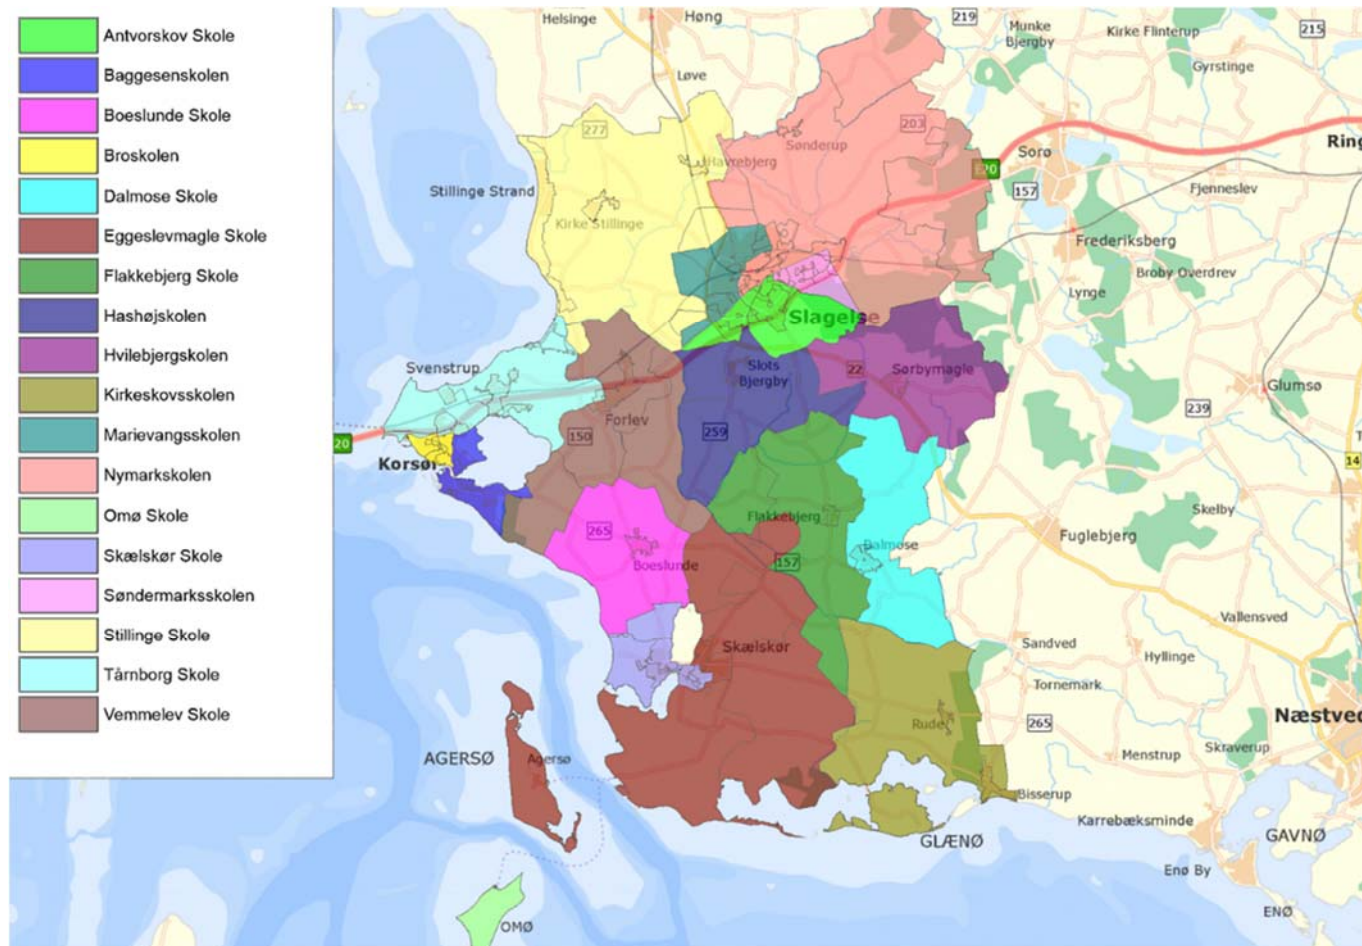 Antvorskov Skole
Baggesenskolen
Boeslunde Skole
Broskolen
Dalmose Skole
Eggeslevmagle Skole
Flakkebjerg Skole
Hashøjskolen
Hvilebjergskolen
Kirkeskovsskolen
Marievangsskolen
Nymarkskolen
Omø Skole
Skælskør Skole
Søndermarksskolen
Stillinge Skole
Tårnborg Skole
Vemmelev Skole
Helsinge
Høng
219
Munke
Bjergby
Kirke Flinterup
215
Gyrstinge
Løve
277
203
Sønderup
Havrebjerg
Sorø
Ring
E20
157
Fjenneslev
Stillinge Strand
Kirke Stillinge
Frederiksberg
Broby Overdrev
Lynge
Slagelse
Svenstrup
Slots
Bjergby
22
Sørbymagle
Glumsø
239
Forlev
150
259
20
Korsør
14
Skelby
265
Flakkebjerg
Fuglebjerg
Boeslunde
Dalmose
157
Vallensved
Skælskør
Sandved
Hyllinge
Tornemark
Rude
265
Næstved
Skraverup
Menstrup
AGERSØ
Agersø
Bisserup
Karrebæksminde
GLÆNØ
GAVNØ
Enø By
ENØ
OMØ